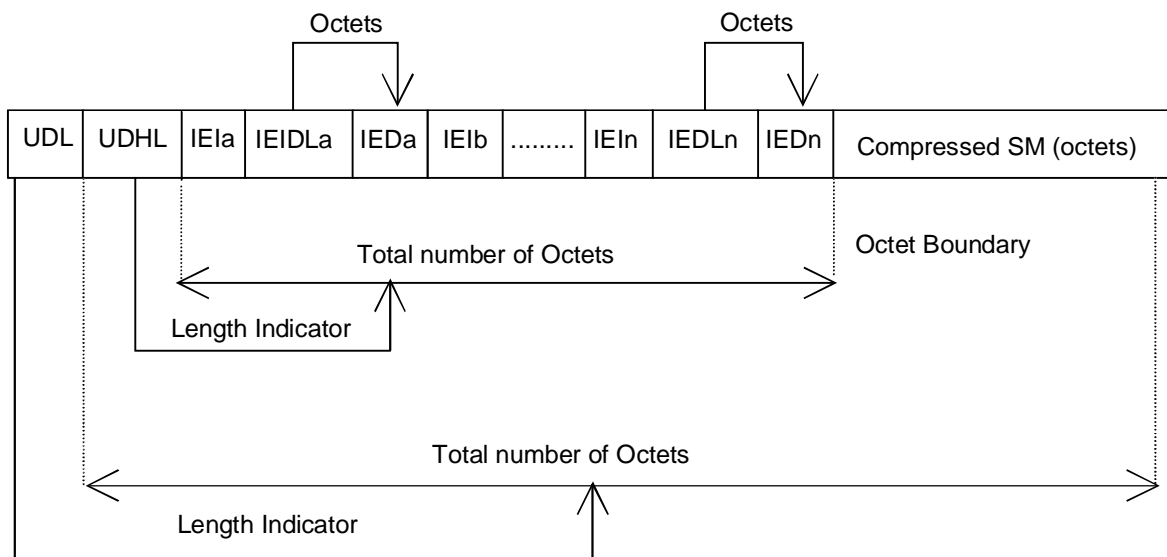 Octets Octets
UDL UDHL IEIa IEIDLa IEDa IEIb ......... IEIn IEDLn IEDn Compressed SM (octets)
Total number of Octets
Octet Boundary
Length Indicator
Total number of Octets
Length Indicator